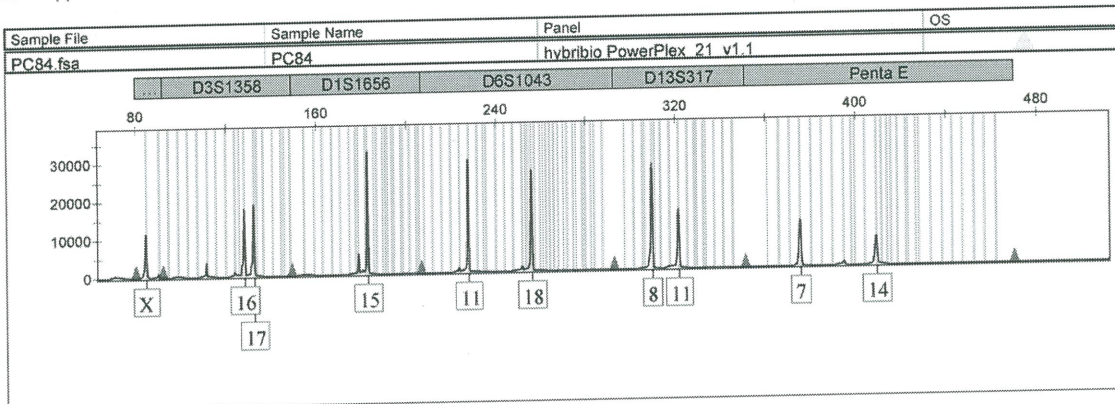 Sample File Sample Name Panel OS
PC84.fsa PC84 hybribio PowerPlex_21_v1.1
... D3S1358 D1S1656 D6S1043 D13S317 Penta E
80 160 240 320 400 480
30000
20000
10000
0
X 16 15 11 18 8 11 7 14
17